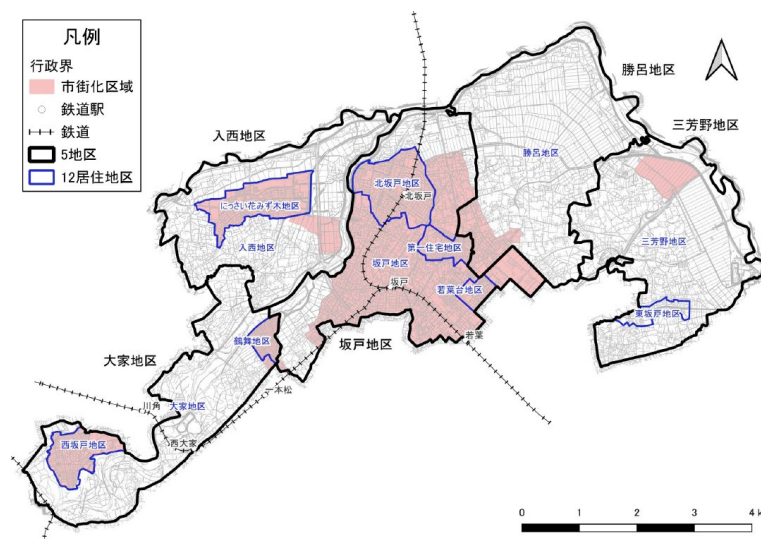 凡例
行政界
市街化区域
鉄道駅
鉄道
5地区
12居住地区
勝呂地区
三芳野地区
入西地区
勝呂地区
北坂戸地区
北坂戸
にっさい花みず木地区
三芳野地区
入西地区
第一住宅地区
坂戸地区
坂戸
若葉台地区
東坂戸地区
鶴舞地区
坂戸地区
若葉
大家地区
一本松
川角
大家地区
西大家
西坂戸地区
0 1 2 3 4 k